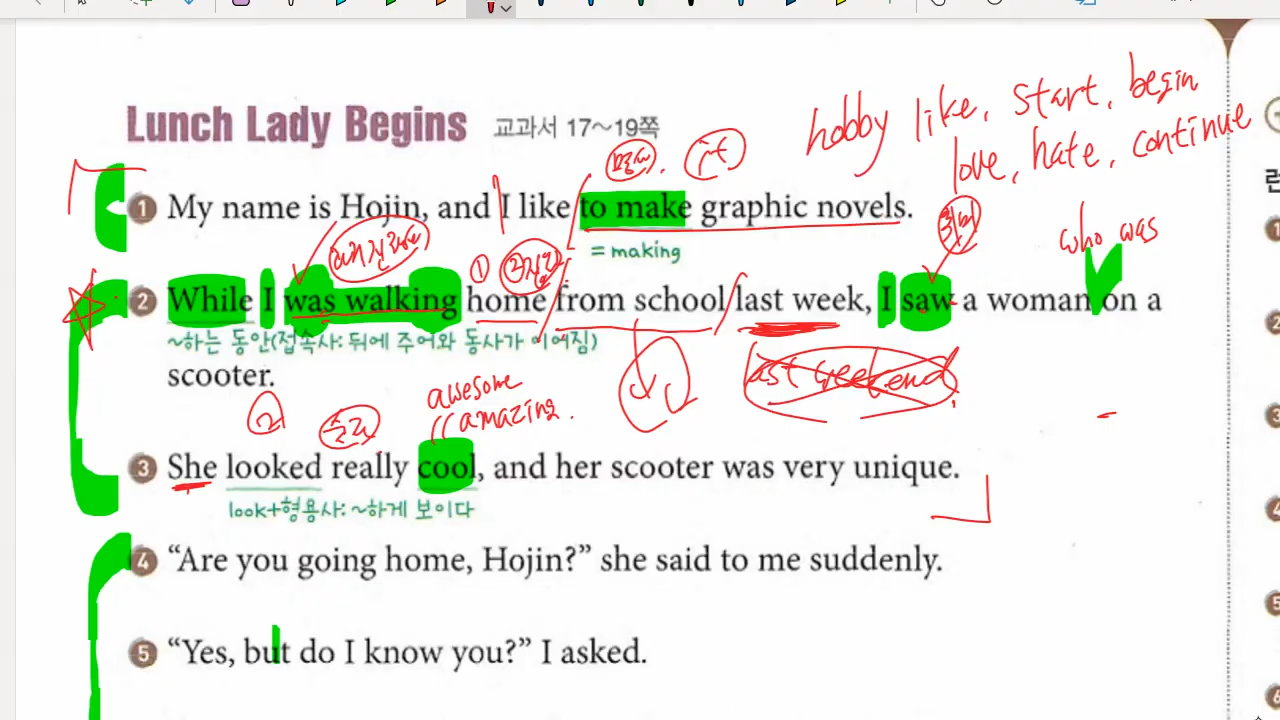 Lunch Lady Begins 교과서 17~19쪽
hobby like, start, begin
love, hate, continue
1 My name is Hojin, and I like to make graphic novels.
= making
who was
2 While I was walking home from school last week, I saw a woman on a
~하는 동안(접속사: 뒤에 주어와 동사가 이어짐)
last weekend
scooter.
awesome
amazing.
3 She looked really cool, and her scooter was very unique.
look+형용사: ~하게 보이다
4 “Are you going home, Hojin?” she said to me suddenly.
5 “Yes, but do I know you?” I asked.